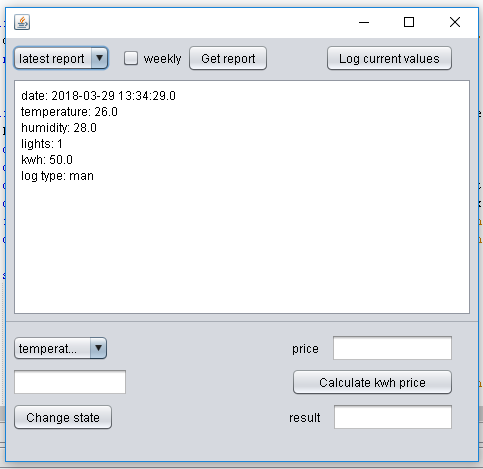 latest report weekly Get report Log current values
date: 2018-03-29 13:34:29.0
temperature: 26.0
humidity: 28.0
lights: 1
kwh: 50.0
log type: man
temperat... price
Calculate kwh price
Change state result